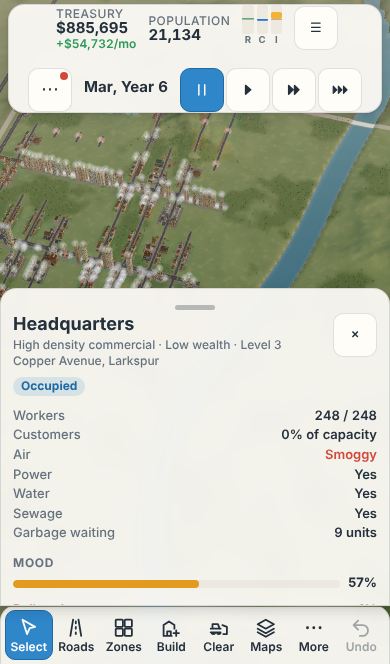 TREASURY
$885,695
+$54,732/mo
POPULATION
21,134
R C I
Mar, Year 6
Headquarters
High density commercial · Low wealth · Level 3
Copper Avenue, Larkspur
Occupied
Workers 248 / 248
Customers 0% of capacity
Air Smoggy
Power Yes
Water Yes
Sewage Yes
Garbage waiting 9 units
MOOD
57%
Select Roads Zones Build Clear Maps More Undo